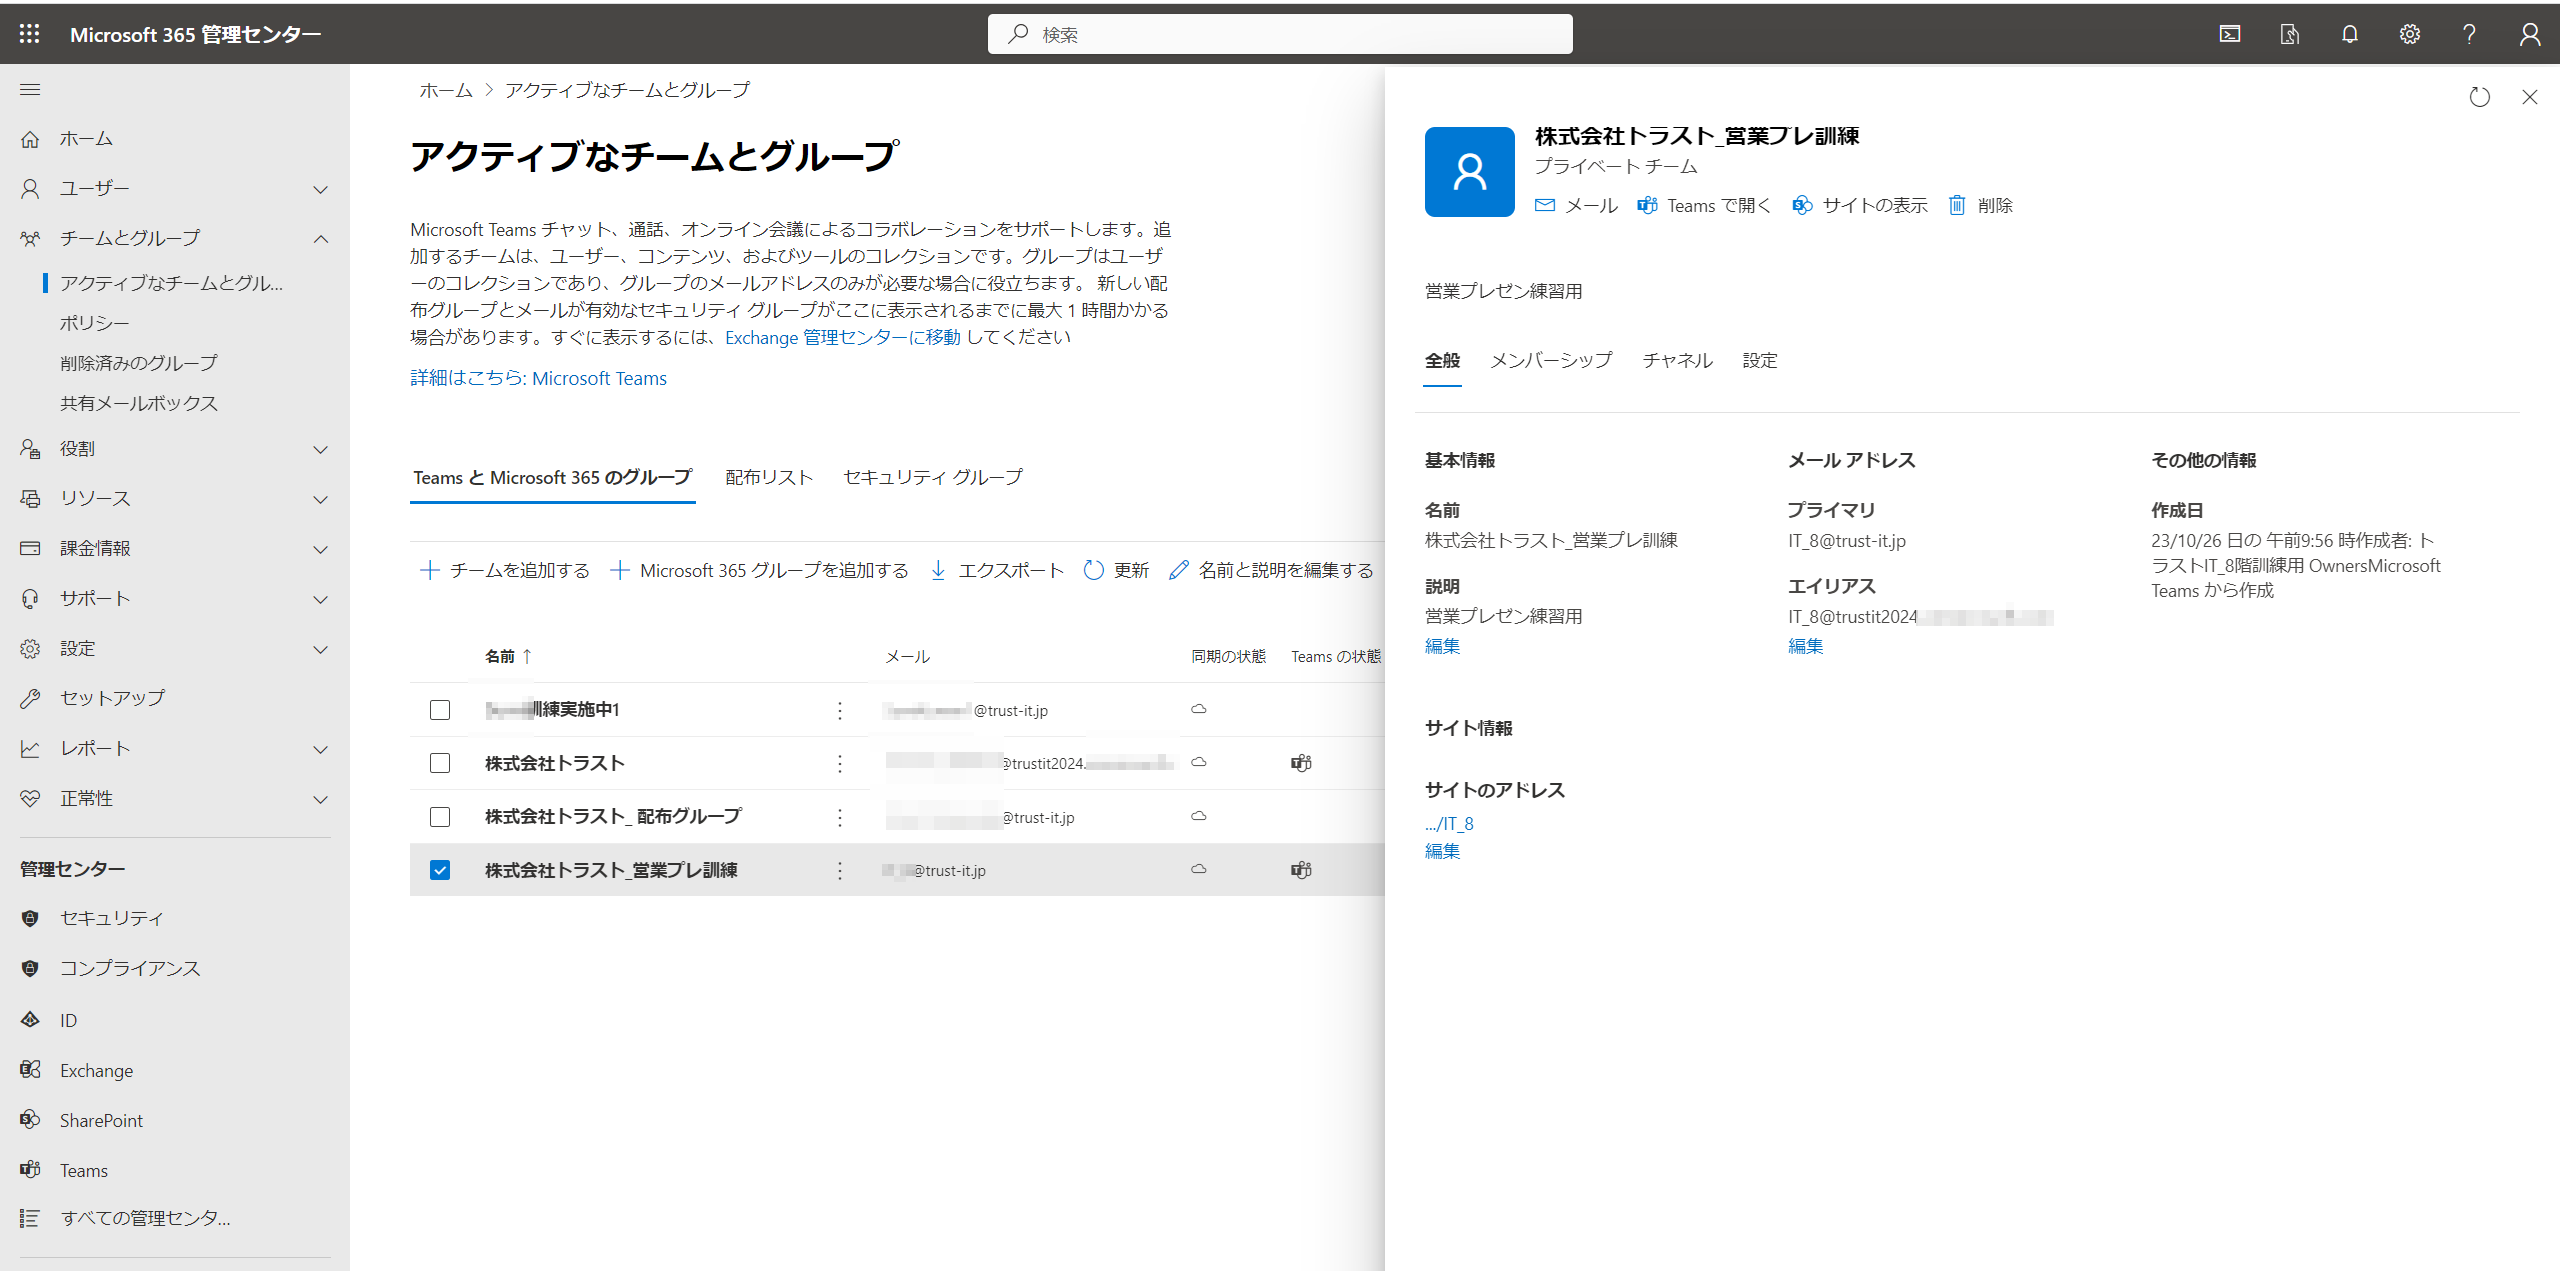 Microsoft 365 管理センター
検索
ホーム
ユーザー
チームとグループ
アクティブなチームとグル...
ポリシー
削除済みのグループ
共有メールボックス
役割
リソース
課金情報
サポート
設定
セットアップ
レポート
正常性
管理センター
セキュリティ
コンプライアンス
ID
Exchange
SharePoint
Teams
すべての管理センタ...
ホーム > アクティブなチームとグループ
アクティブなチームとグループ
Microsoft Teams チャット、通話、オンライン会議によるコラボレーションをサポートします。追
加するチームは、ユーザー、コンテンツ、およびツールのコレクションです。グループはユーザ
ーのコレクションであり、グループのメールアドレスのみが必要な場合に役立ちます。 新しい配
布グループとメールが有効なセキュリティ グループがここに表示されるまでに最大 1 時間かかる
場合があります。すぐに表示するには、Exchange 管理センターに移動 してください
詳細はこちら: Microsoft Teams
Teams と Microsoft 365 のグループ 配布リスト セキュリティ グループ
チームを追加する Microsoft 365 グループを追加する エクスポート 更新 名前と説明を編集する
名前 ↑ メール 同期の状態 Teams の状態
訓練実施中1 @trust-it.jp
株式会社トラスト @trustit2024.
株式会社トラスト_ 配布グループ @trust-it.jp
株式会社トラスト_営業プレ訓練 @trust-it.jp
株式会社トラスト_営業プレ訓練
プライベート チーム
メール Teams で開く サイトの表示 削除
営業プレゼン練習用
全般 メンバーシップ チャネル 設定
基本情報
名前
株式会社トラスト_営業プレ訓練
説明
営業プレゼン練習用
編集
メール アドレス
プライマリ
IT_8@trust-it.jp
エイリアス
IT_8@trustit2024
編集
その他の情報
作成日
23/10/26 日の 午前9:56 時作成者: ト
ラストIT_8階訓練用 OwnersMicrosoft
Teams から作成
サイト情報
サイトのアドレス
.../IT_8
編集